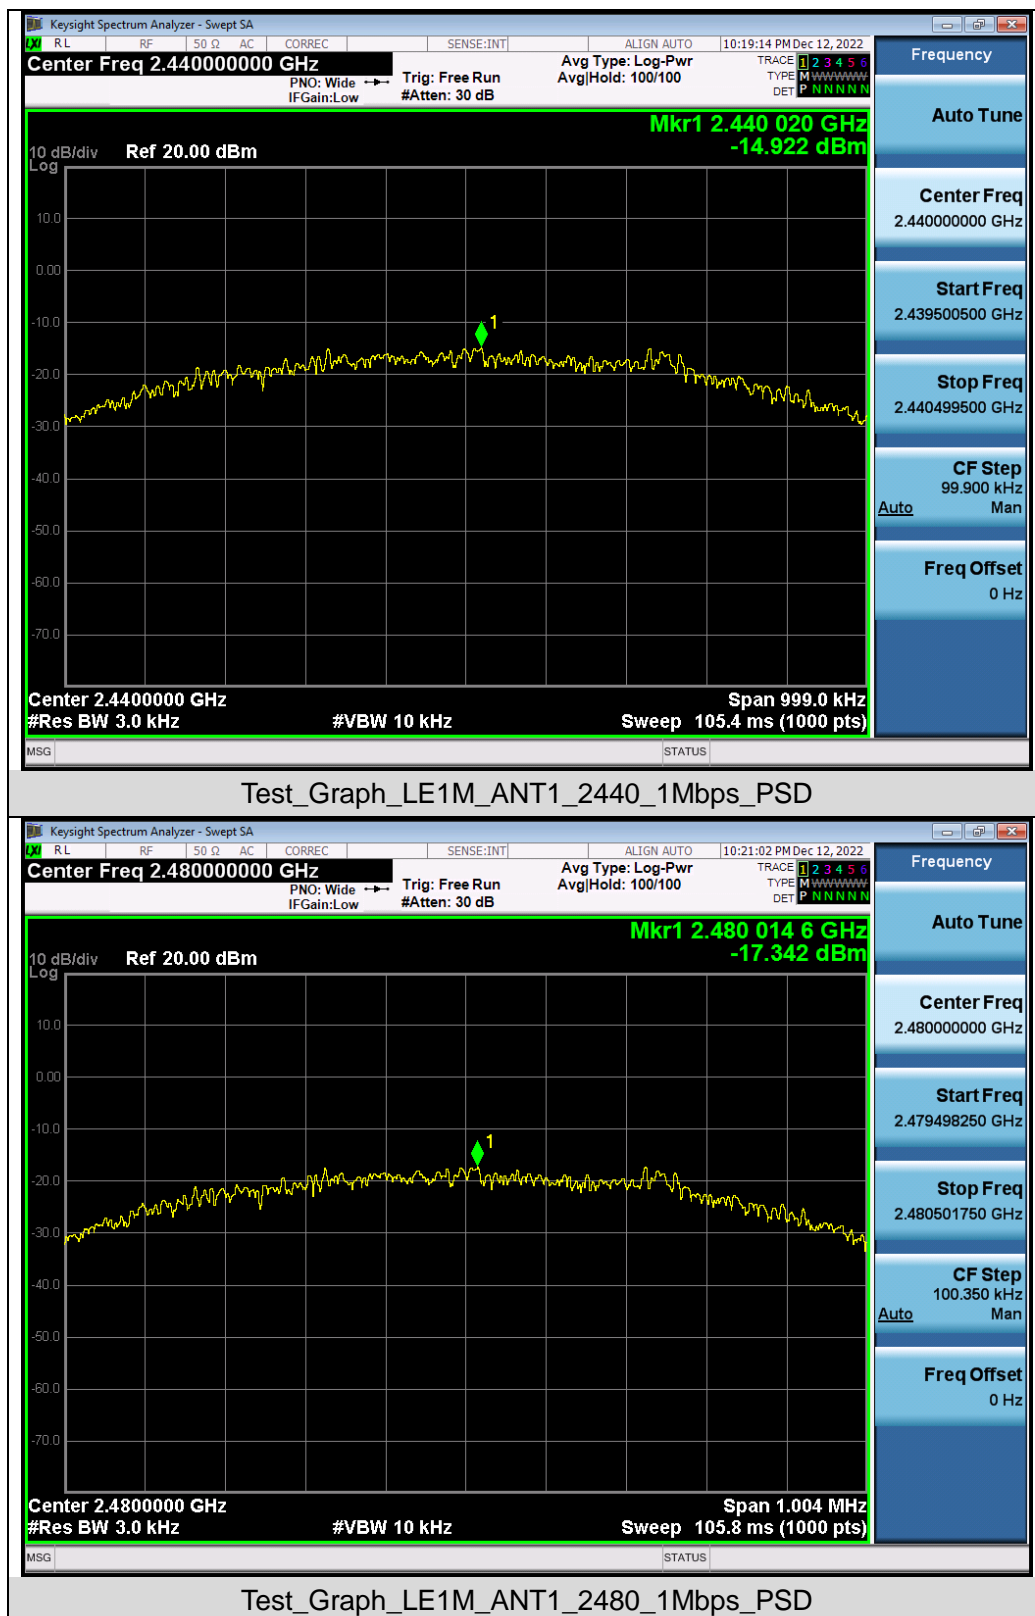 Keysight Spectrum Analyzer - Swept SA
LXI RL RF 50 Ω AC CORREC SENSE:INT ALIGN AUTO 10:19:14 PM Dec 12, 2022
Center Freq 2.440000000 GHz
PNO: Wide
IFGain:Low
Trig: Free Run
#Atten: 30 dB
Avg Type: Log-Pwr
Avg|Hold: 100/100
TRACE 1 2 3 4 5 6
TYPE M WWWWW
DET P N N N N N
Mkr1 2.440 020 GHz
-14.922 dBm
10 dB/div Ref 20.00 dBm
Log
10.0
0.00
-10.0
1
-20.0
-30.0
-40.0
-50.0
-60.0
-70.0
Center 2.4400000 GHz Span 999.0 kHz
#Res BW 3.0 kHz #VBW 10 kHz Sweep 105.4 ms (1000 pts)
MSG STATUS
Frequency
Auto Tune
Center Freq
2.440000000 GHz
Start Freq
2.439500500 GHz
Stop Freq
2.440499500 GHz
CF Step
99.900 kHz
Auto Man
Freq Offset
0 Hz
Test_Graph_LE1M_ANT1_2440_1Mbps_PSD
Keysight Spectrum Analyzer - Swept SA
LXI RL RF 50 Ω AC CORREC SENSE:INT ALIGN AUTO 10:21:02 PM Dec 12, 2022
Center Freq 2.480000000 GHz
PNO: Wide
IFGain:Low
Trig: Free Run
#Atten: 30 dB
Avg Type: Log-Pwr
Avg|Hold: 100/100
TRACE 1 2 3 4 5 6
TYPE M WWWWW
DET P N N N N N
Mkr1 2.480 014 6 GHz
-17.342 dBm
10 dB/div Ref 20.00 dBm
Log
10.0
0.00
-10.0
1
-20.0
-30.0
-40.0
-50.0
-60.0
-70.0
Center 2.4800000 GHz Span 1.004 MHz
#Res BW 3.0 kHz #VBW 10 kHz Sweep 105.8 ms (1000 pts)
MSG STATUS
Frequency
Auto Tune
Center Freq
2.480000000 GHz
Start Freq
2.479498250 GHz
Stop Freq
2.480501750 GHz
CF Step
100.350 kHz
Auto Man
Freq Offset
0 Hz
Test_Graph_LE1M_ANT1_2480_1Mbps_PSD